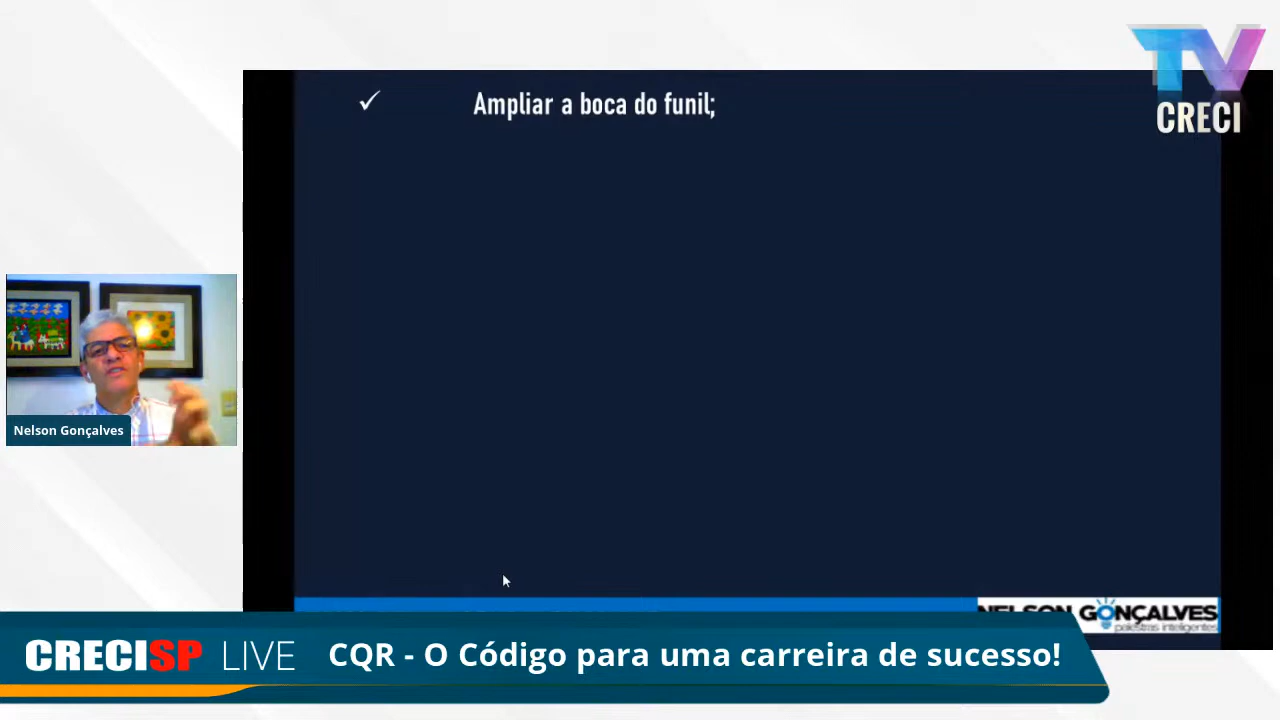 TV
CRECI
✓ Ampliar a boca do funil;
Nelson Gonçalves
NELSON GONÇALVES
palestras inteligentes
CRECISP LIVE
CQR - O Código para uma carreira de sucesso!